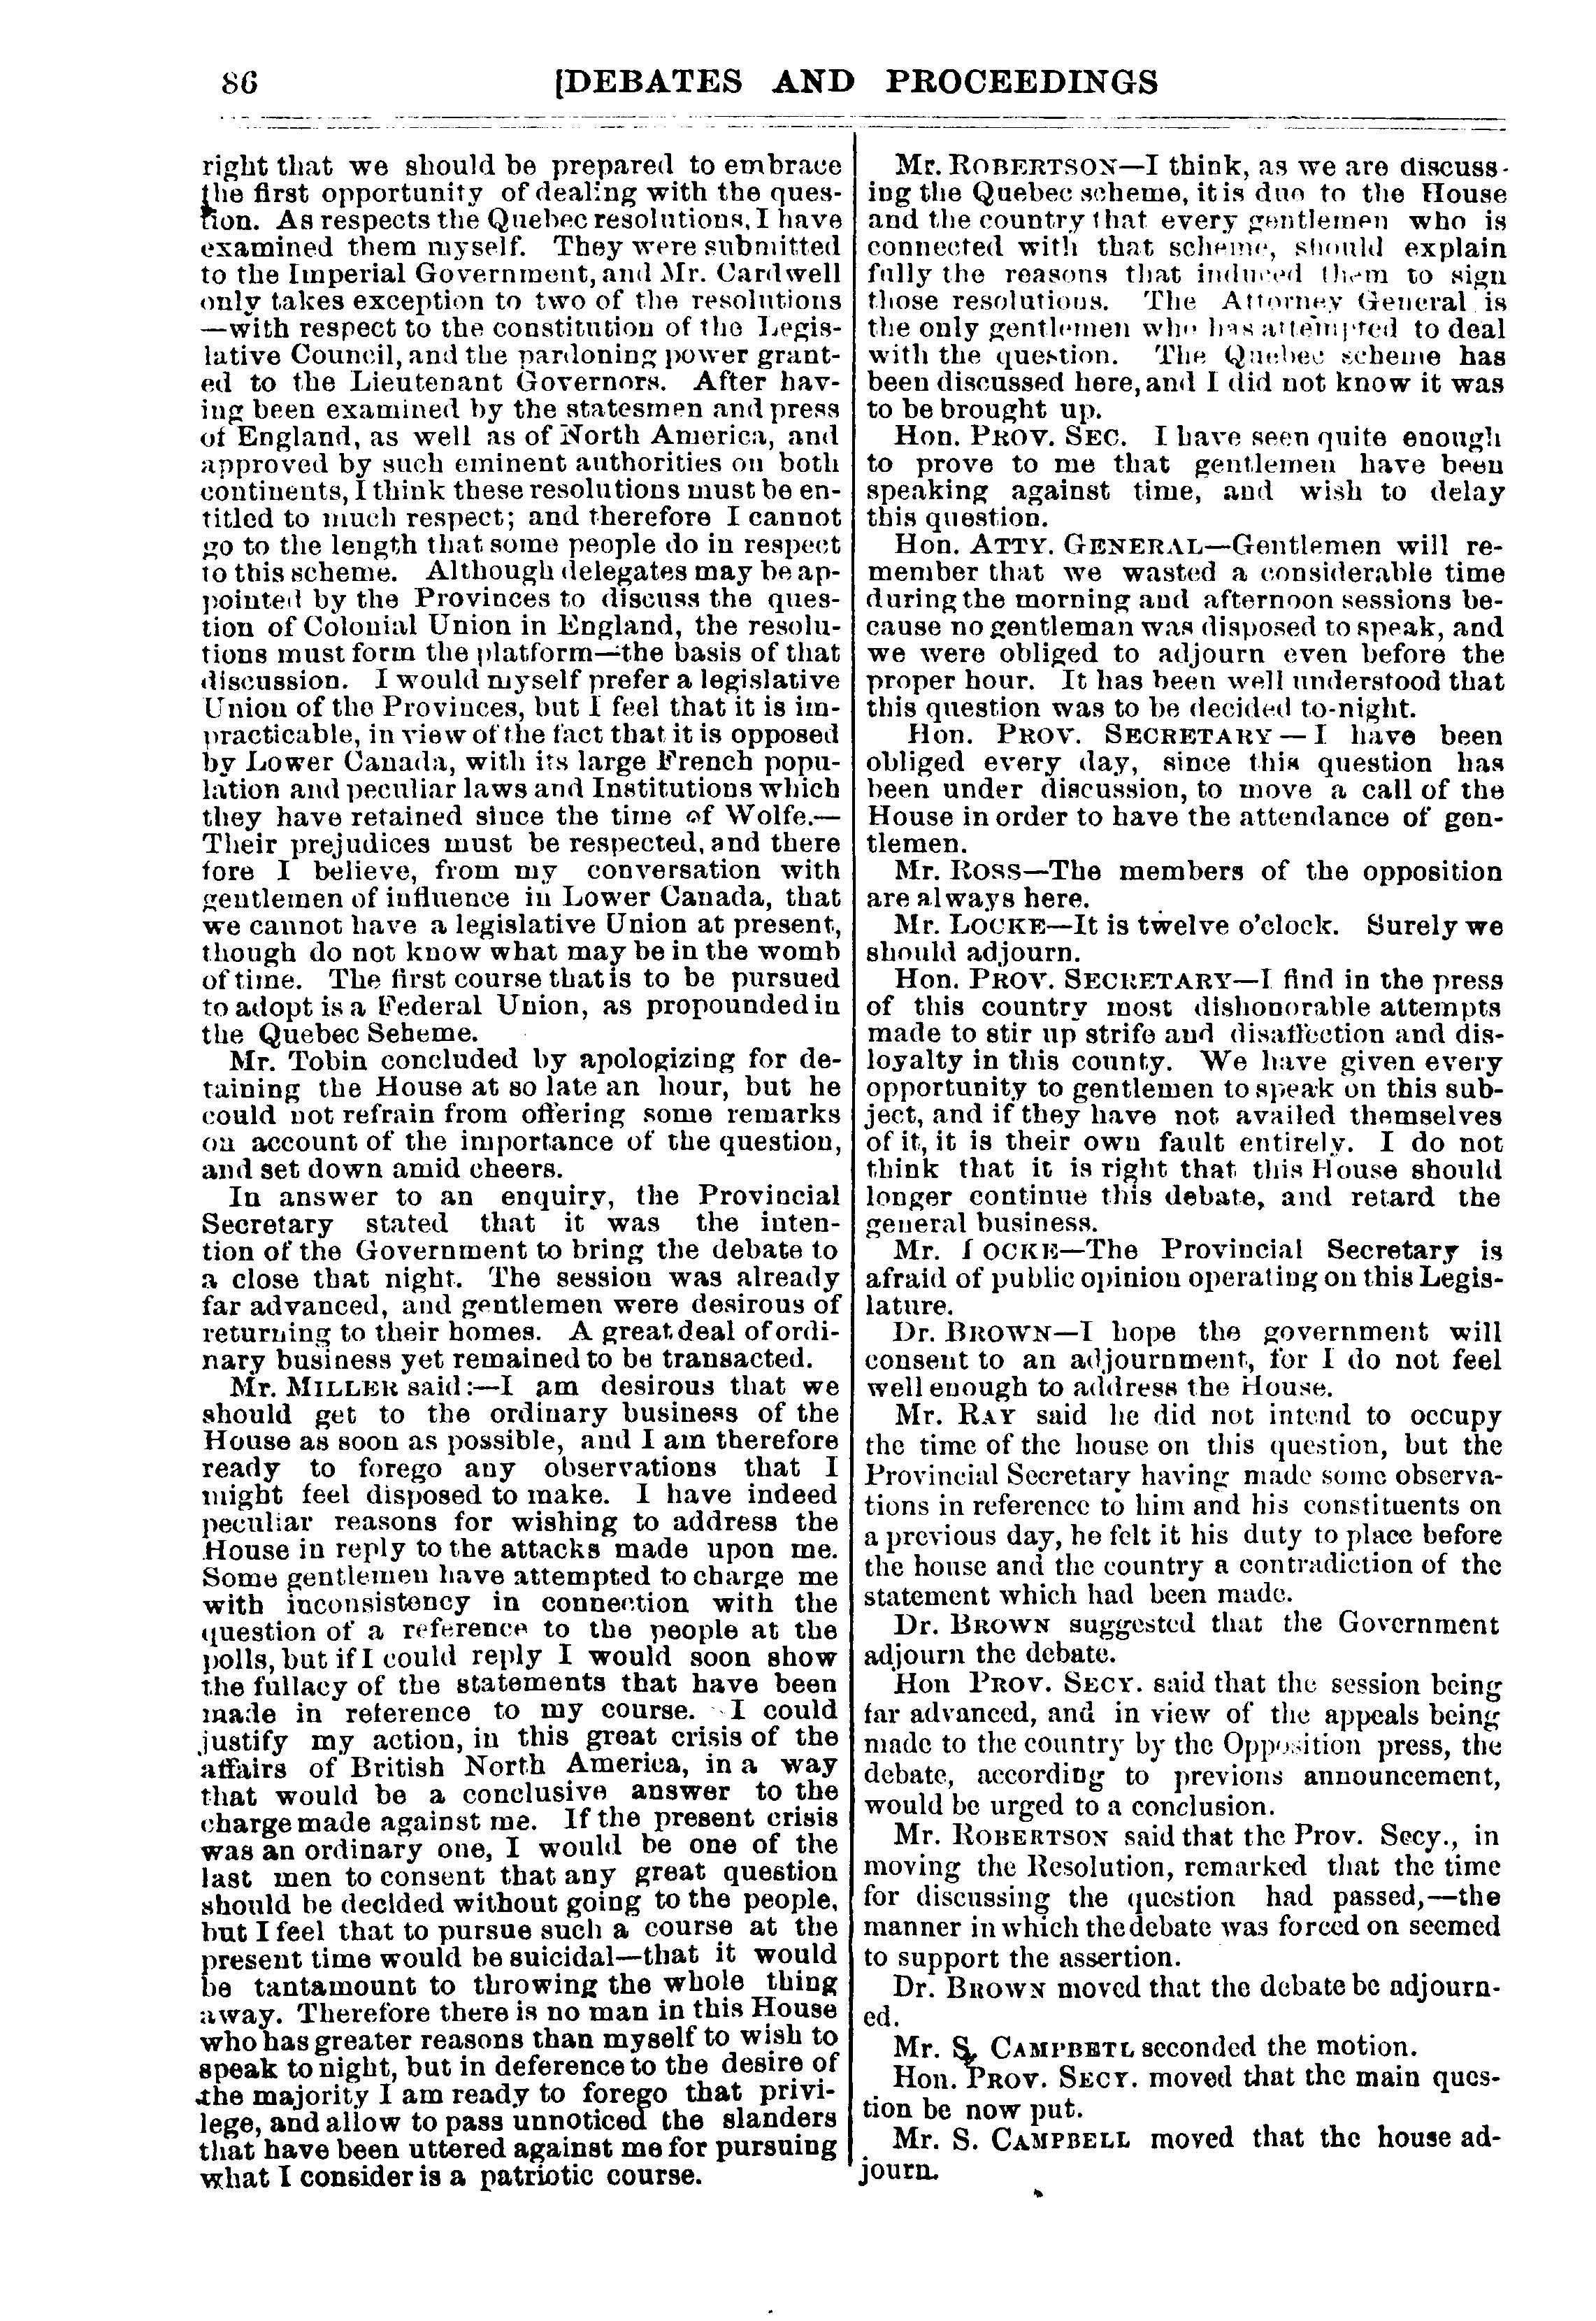 86 [DEBATES AND PROCEEDINGS
right that we should be prepared to embrace
the first opportunity of dealing with the ques-
tion. As respects the Quebec resolutions, I have
examined them myself. They were submitted
to the Imperial Government, and Mr. Cardwell
only takes exception to two of the resolutions
—with respect to the constitution of the Legis-
lative Council, and the pardoning power grant-
ed to the Lieutenant Governors. After hav-
ing been examined by the statesmen and press
of England, as well as of North America, and
approved by such eminent authorities on both
continents, I think these resolutions must be en-
titled to much respect; and therefore I cannot
go to the length that some people do in respect
to this scheme. Although delegates may be ap-
pointed by the Provinces to discuss the ques-
tion of Colonial Union in England, the resolu-
tions must form the platform—the basis of that
discussion. I would myself prefer a legislative
Union of the Provinces, but I feel that it is im-
practicable, in view of the fact that it is opposed
by Lower Canada, with its large French popu-
lation and peculiar laws and Institutions which
they have retained since the time of Wolfe.—
Their prejudices must be respected, and there
fore I believe, from my conversation with
gentlemen of influence in Lower Canada, that
we cannot have a legislative Union at present,
though do not know what may be in the womb
of time. The first course that is to be pursued
to adopt is a Federal Union, as propounded in
the Quebec Seheme.
Mr. Tobin concluded by apologizing for de-
taining the House at so late an hour, but he
could not refrain from offering some remarks
on account of the importance of the question,
and set down amid cheers.
In answer to an enquiry, the Provincial
Secretary stated that it was the inten-
tion of the Government to bring the debate to
a close that night. The session was already
far advanced, and gentlemen were desirous of
returning to their homes. A great deal of ordi-
nary business yet remained to be transacted.
Mr. MILLER said:—I am desirous that we
should get to the ordinary business of the
House as soon as possible, and I am therefore
ready to forego any observations that I
might feel disposed to make. I have indeed
peculiar reasons for wishing to address the
House in reply to the attacks made upon me.
Some gentlemen have attempted to charge me
with inconsistency in connection with the
question of a reference to the people at the
polls, but if I could reply I would soon show
the fullacy of the statements that have been
made in reference to my course. I could
justify my action, in this great crisis of the
affairs of British North America, in a way
that would be a conclusive answer to the
charge made against me. If the present crisis
was an ordinary one, I would be one of the
last men to consent that any great question
should be decided without going to the people,
but I feel that to pursue such a course at the
present time would be suicidal—that it would
be tantamount to throwing the whole thing
away. Therefore there is no man in this House
who has greater reasons than myself to wish to
speak to night, but in deference to the desire of
the majority I am ready to forego that privi-
lege, and allow to pass unnoticed the slanders
that have been uttered against me for pursuing
what I consider is a patriotic course.
Mr. ROBERTSON—I think, as we are discuss-
ing the Quebec scheme, it is due to the House
and the country that every gentlemen who is
connected with that scheme, should explain
fully the reasons that induced them to sign
those resolutions. The Attorney General is
the only gentlemen who has attempted to deal
with the question. The Quebec scheme has
been discussed here, and I did not know it was
to be brought up.
Hon. PROV. SEC. I have seen quite enough
to prove to me that gentlemen have been
speaking against time, and wish to delay
this question.
Hon. ATTY. GENERAL—Gentlemen will re-
member that we wasted a considerable time
during the morning and afternoon sessions be-
cause no gentleman was disposed to speak, and
we were obliged to adjourn even before the
proper hour. It has been well understood that
this question was to be decided to-night.
Hon. PROV. SECRETARY—I have been
obliged every day, since this question has
been under discussion, to move a call of the
House in order to have the attendance of gen-
tlemen.
Mr. ROSS—The members of the opposition
are always here.
Mr. LOCKE—It is twelve o'clock. Surely we
should adjourn.
Hon. PROV. SECRETARY—I find in the press
of this country most dishonorable attempts
made to stir up strife and disaffection and dis-
loyalty in this county. We have given every
opportunity to gentlemen to speak on this sub-
ject, and if they have not availed themselves
of it, it is their own fault entirely. I do not
think that it is right that this House should
longer continue this debate, and retard the
general business.
Mr. LOCKE—The Provincial Secretary is
afraid of public opinion operating on this Legis-
lature.
Dr. BROWN—I hope the government will
consent to an adjournment, for I do not feel
well enough to address the House.
Mr. RAY said he did not intend to occupy
the time of the house on this question, but the
Provincial Secretary having made some observa-
tions in reference to him and his constituents on
a previous day, he felt it his duty to place before
the house and the country a contradiction of the
statement which had been made.
Dr. BROWN suggested that the Government
adjourn the debate.
Hon PROV. SECY. said that the session being
far advanced, and in view of the appeals being
made to the country by the Opposition press, the
debate, according to previous announcement,
would be urged to a conclusion.
Mr. ROBERTSON said that the Prov. Secy., in
moving the Resolution, remarked that the time
for discussing the question had passed,—the
manner in which the debate was forced on seemed
to support the assertion.
Dr. BROWN moved that the debate be adjourn-
ed.
Mr. S. CAMPBETL seconded the motion.
Hon. PROV. SECY. moved that the main ques-
tion be now put.
Mr. S. CAMPBELL moved that the house ad-
journ.